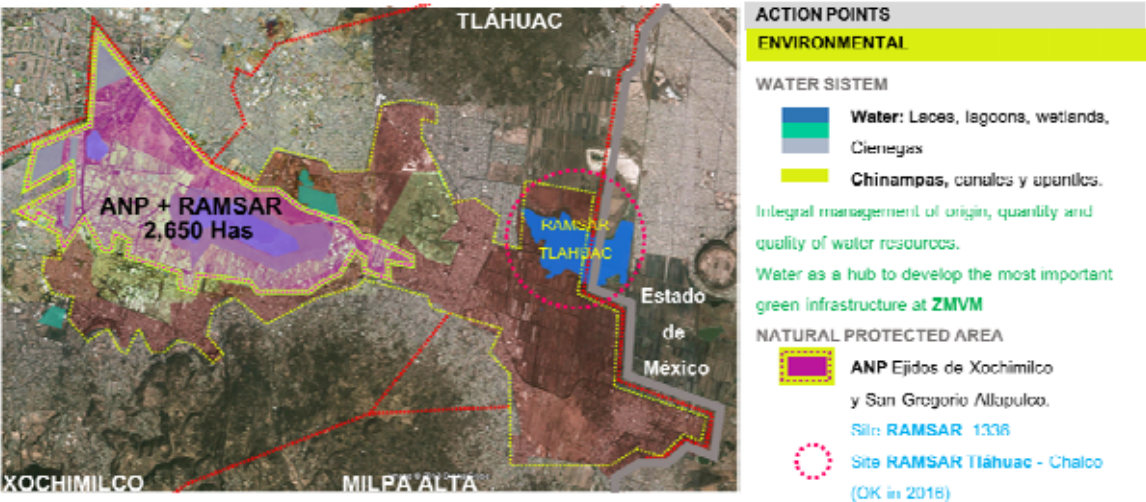 TLÁHUAC
ANP + RAMSAR
2,650 Has
RAMSAR
TLAHUAC
Estado
de
México
XOCHIMILCO
MILPA ALTA
ACTION POINTS
ENVIRONMENTAL
WATER SISTEM
Water: Laces, lagoons, wetlands,
Cienegas
Chinampas, canales y apantles.
Integral management of origin, quantity and
quality of water resources.
Water as a hub to develop the most important
green infrastructure at ZMVM
NATURAL PROTECTED AREA
ANP Ejidos de Xochimilco
y San Gregorio Atlapulco.
Site RAMSAR 1336
Site RAMSAR Tláhuac - Chalco
(OK in 2016)